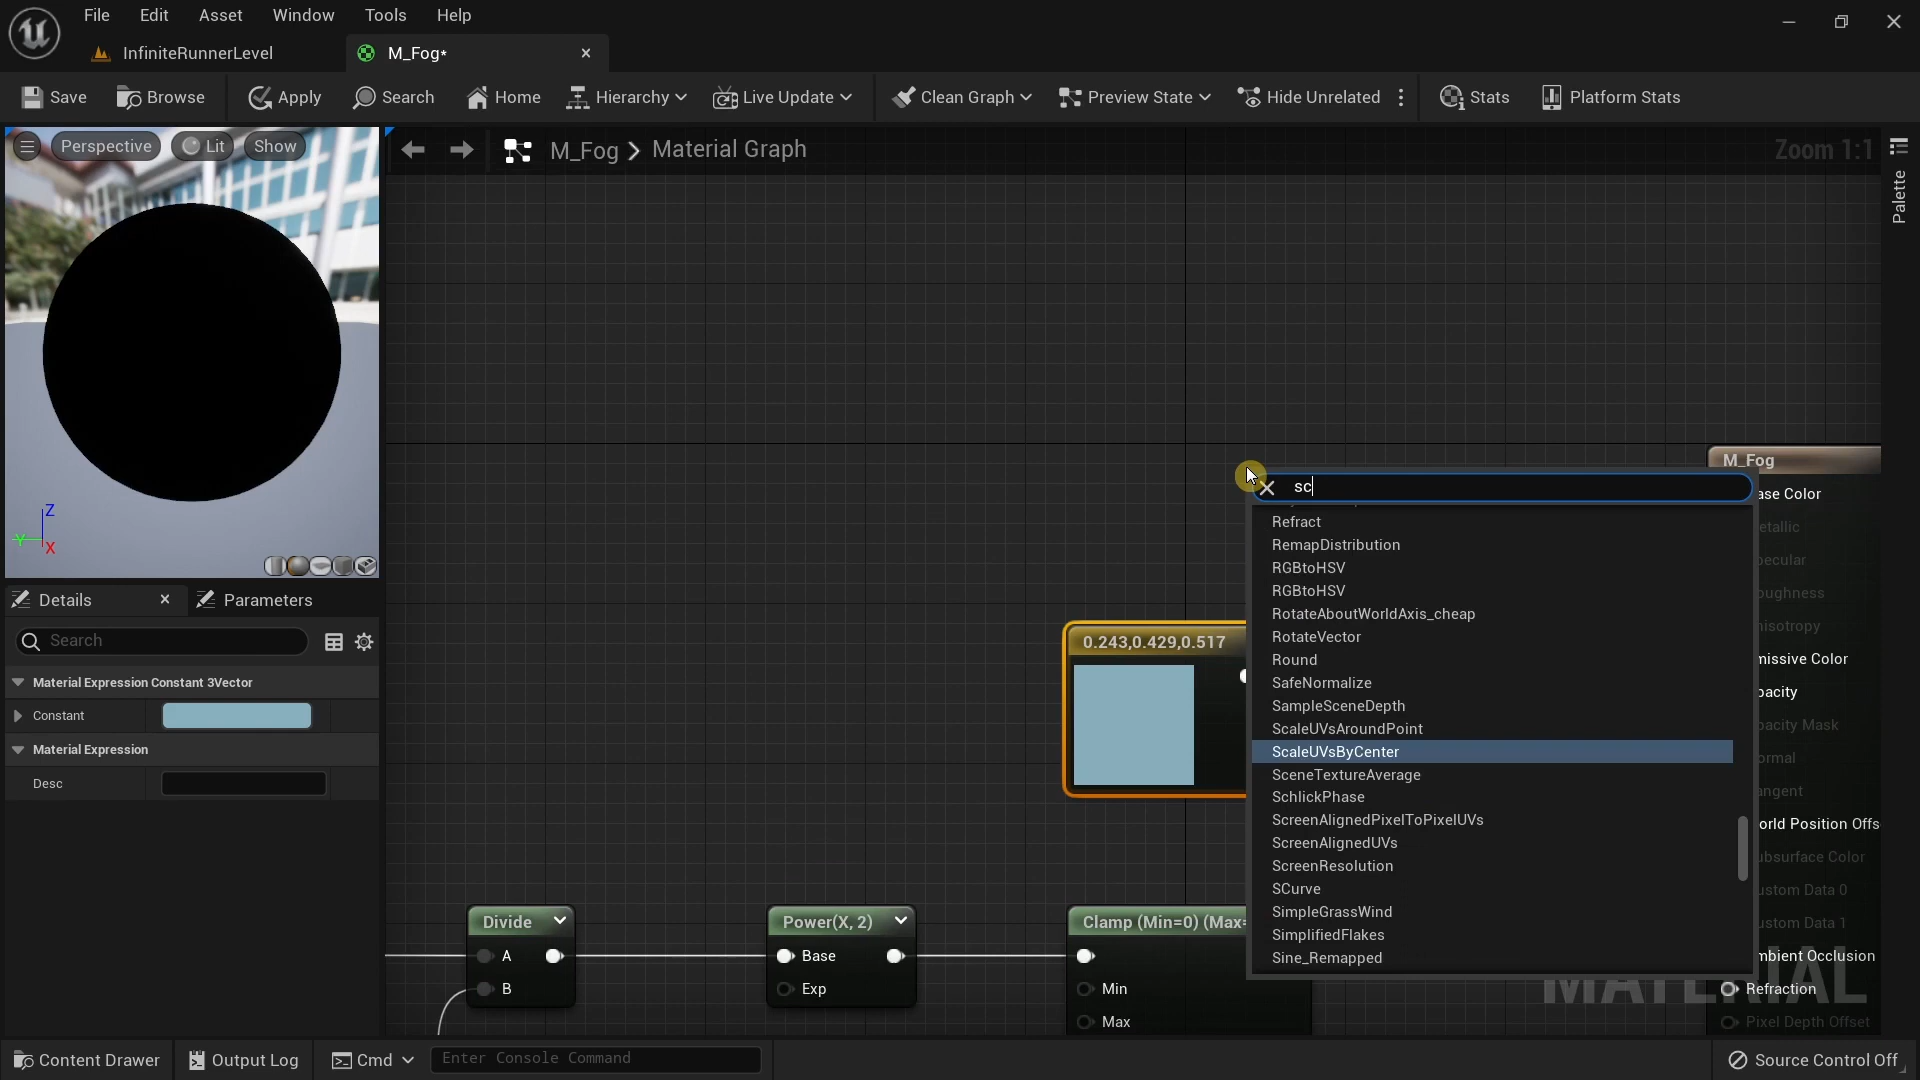 File Edit Asset Window Tools Help
InfiniteRunnerLevel
M_Fog*
Save Browse Apply Search Home Hierarchy Live Update Clean Graph Preview State Hide Unrelated Stats Platform Stats
Perspective Lit Show
M_Fog > Material Graph
Zoom 1:1
Palette
Z
Y
X
Details
Parameters
Search
Material Expression Constant 3Vector
Constant
Material Expression
Desc
0.243,0.429,0.517
sc
Refract
RemapDistribution
RGBtoHSV
RGBtoHSV
RotateAboutWorldAxis_cheap
RotateVector
Round
SafeNormalize
SampleSceneDepth
ScaleUVsAroundPoint
ScaleUVsByCenter
SceneTextureAverage
SchlickPhase
ScreenAlignedPixelToPixelUVs
ScreenAlignedUVs
ScreenResolution
SCurve
SimpleGrassWind
SimplifiedFlakes
Sine_Remapped
M_Fog
ase Color
etallic
pecular
oughness
nisotropy
missive Color
pacity
pacity Mask
ormal
angent
orld Position Offs
ubsurface Color
ustom Data 0
ustom Data 1
mbient Occlusion
Refraction
Pixel Depth Offset
MATERIAL
Divide
A
B
Power(X, 2)
Base
Exp
Clamp (Min=0) (Max=
Min
Max
Content Drawer Output Log Cmd Enter Console Command Source Control Off